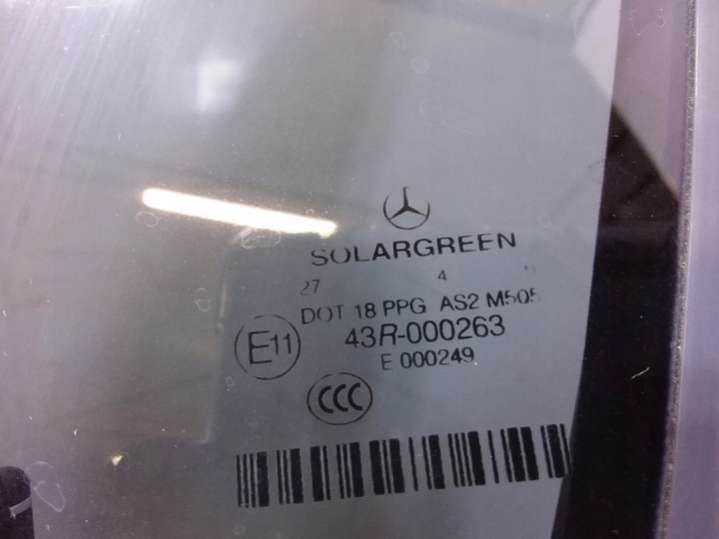 SOLARGREEN
27 4
DOT 18 PPG AS2 M505
E11
43R-000263
E 000249
CCC